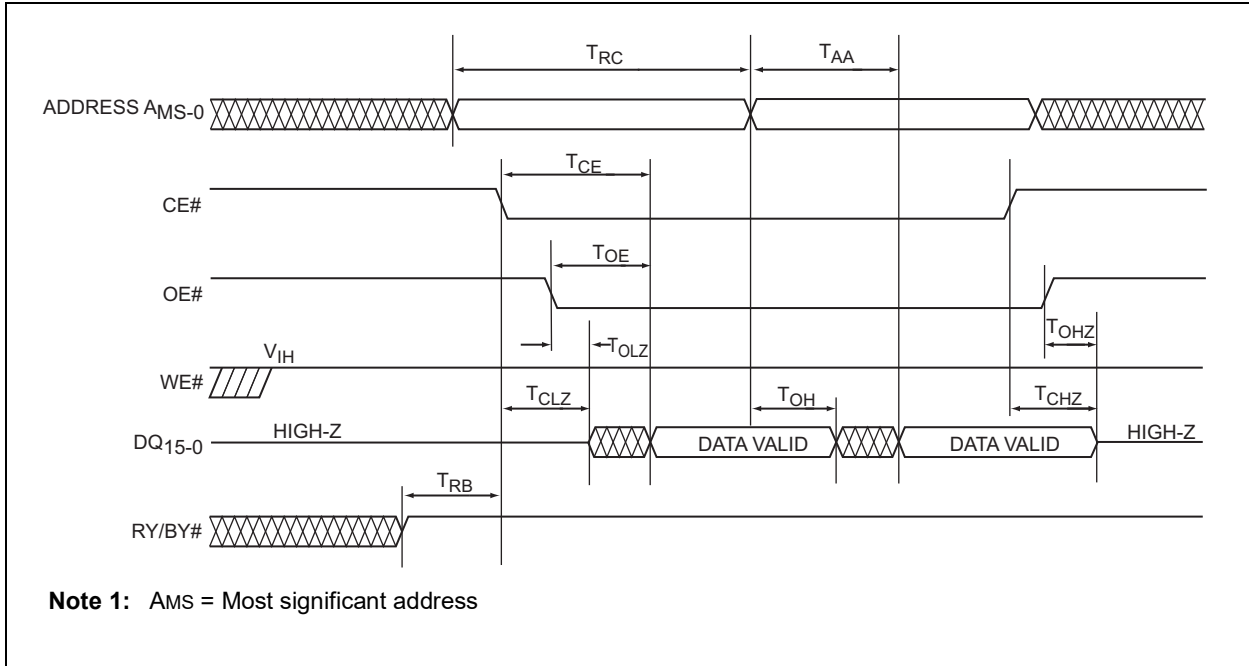 TRC TAA
ADDRESS AMS-0
TCE
CE#
TOE
OE#
TOHZ
TOLZ
VIH
WE#
TCLZ TOH TCHZ
HIGH-Z DATA VALID DATA VALID HIGH-Z
DQ15-0
TRB
RY/BY#
Note 1: AMS = Most significant address